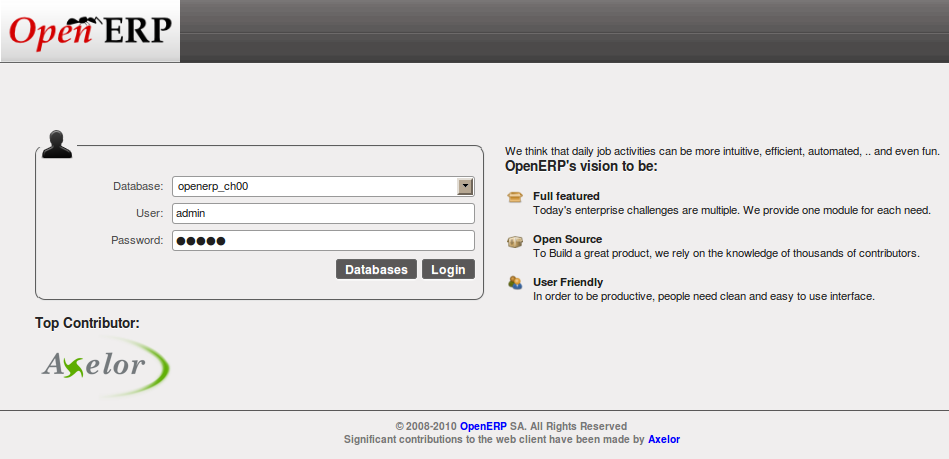 Open ERP
Database: openerp_ch00
User: admin
Password: ●●●●●
Databases Login
Top Contributor:
Axelor
We think that daily job activities can be more intuitive, efficient, automated, .. and even fun.
OpenERP's vision to be:
Full featured
Today's enterprise challenges are multiple. We provide one module for each need.
Open Source
To Build a great product, we rely on the knowledge of thousands of contributors.
User Friendly
In order to be productive, people need clean and easy to use interface.
© 2008-2010 OpenERP SA. All Rights Reserved
Significant contributions to the web client have been made by Axelor